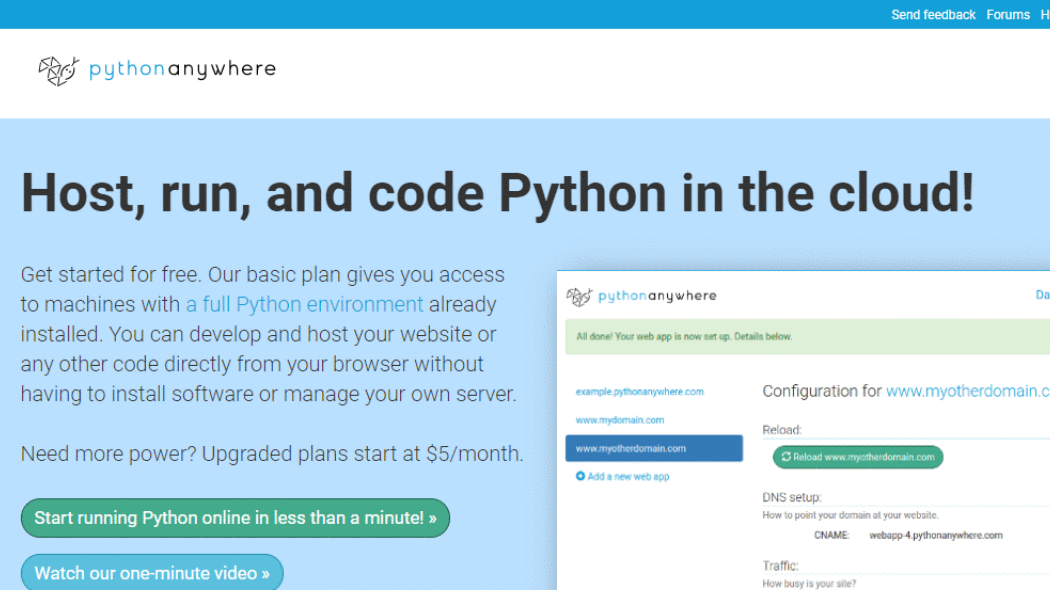 Send feedback Forums H
pythonanywhere
Host, run, and code Python in the cloud!
Get started for free. Our basic plan gives you access
to machines with a full Python environment already
installed. You can develop and host your website or
any other code directly from your browser without
having to install software or manage your own server.
Need more power? Upgraded plans start at $5/month.
Start running Python online in less than a minute! »
Watch our one-minute video »
pythonanywhere
Da
All done! Your web app is now set up. Details below.
example.pythonanywhere.com
www.mydomain.com
www.myotherdomain.com
Add a new web app
Configuration for www.myotherdomain.c
Reload:
Reload www.myotherdomain.com
DNS setup:
How to point your domain at your website.
CNAME: webapp-4.pythonanywhere.com
Traffic:
How busy is your site?